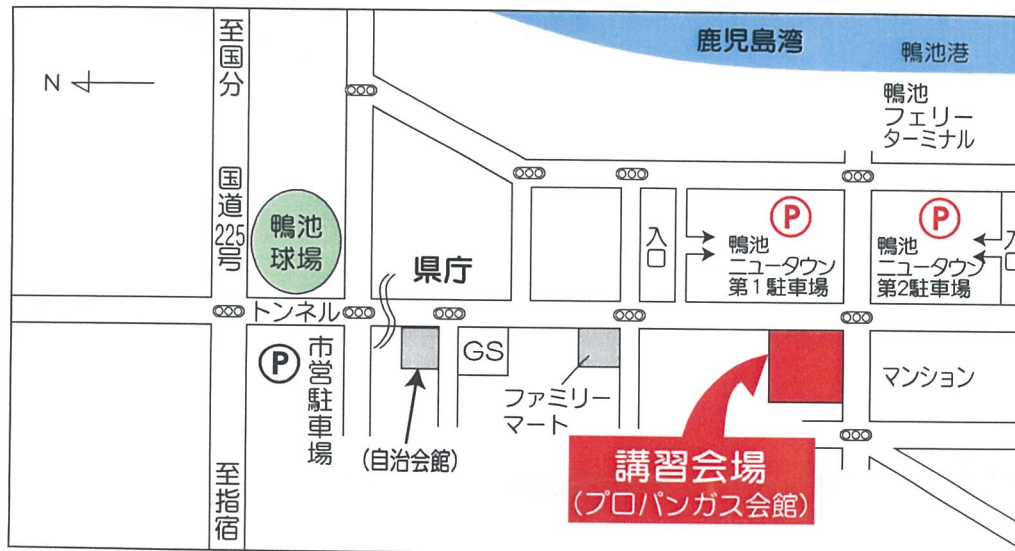 鹿児島湾
鴨池港
N
至国分
国道225号
至指宿
鴨池
フェリー
ターミナル
鴨池
球場
県庁
入口
P
鴨池
ニュータウン
第1駐車場
P
鴨池
ニュータウン
第2駐車場
入口
トンネル
P
市営駐車場
(自治会館)
GS
ファミリー
マート
マンション
講習会場
(プロパンガス会館)